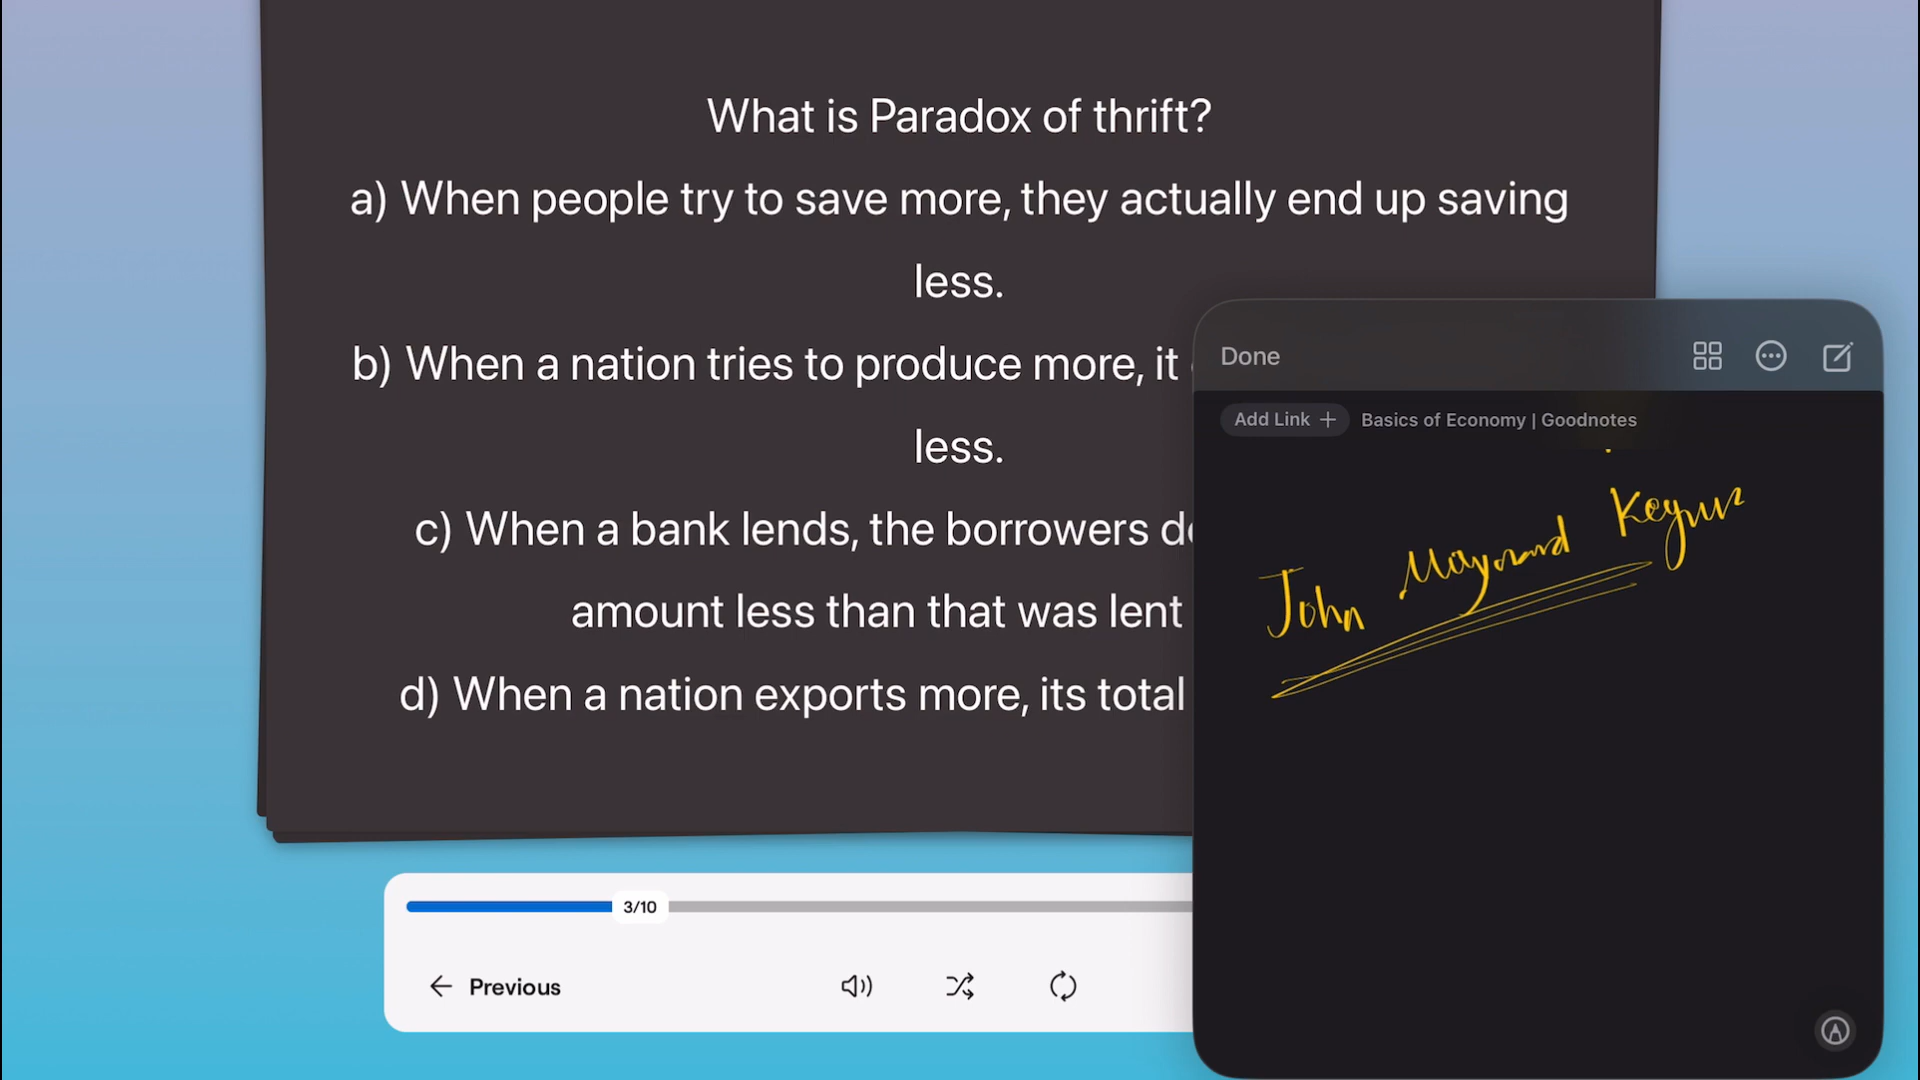 What is Paradox of thrift?
a) When people try to save more, they actually end up saving
less.
b) When a nation tries to produce more, it
less.
c) When a bank lends, the borrowers
amount less than that was lent
d) When a nation exports more, its total
3/10
Previous
Done
Add Link + Basics of Economy | Goodnotes
John Maynard